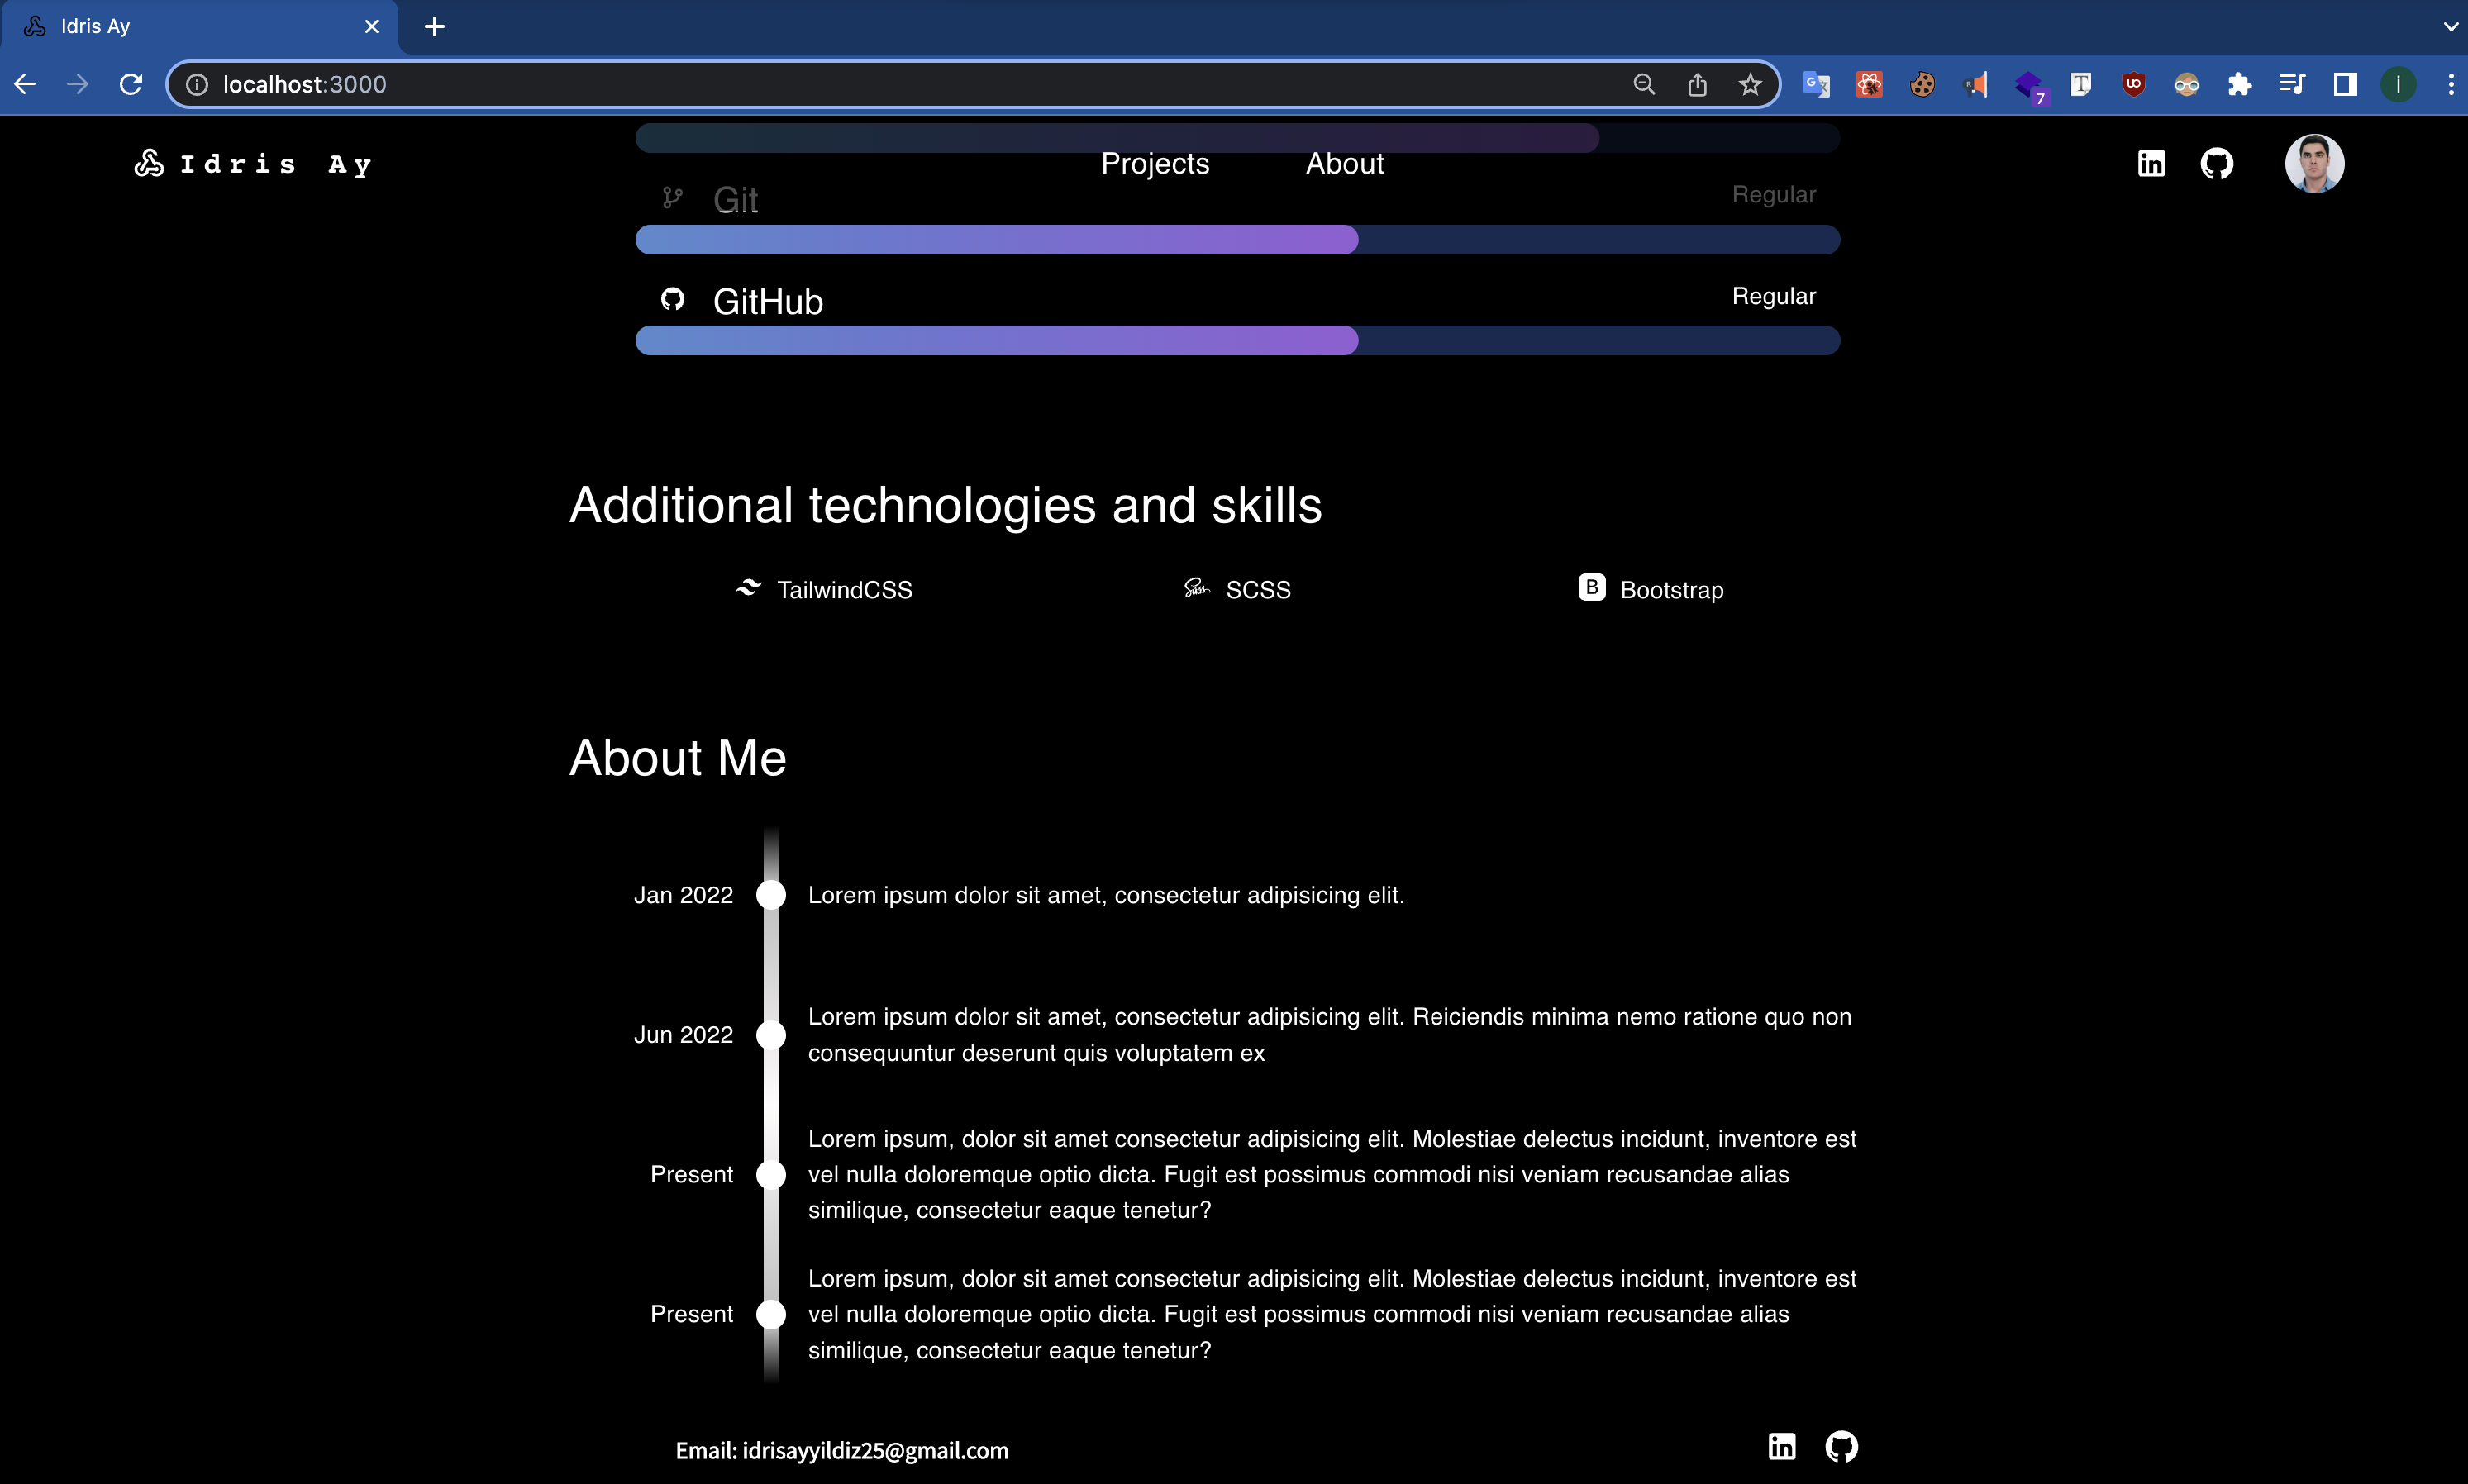 Idris Ay
localhost:3000
7
i
Idris Ay
Projects
About
Git
Regular
GitHub
Regular
Additional technologies and skills
TailwindCSS
Sass SCSS
B Bootstrap
About Me
Jan 2022
Lorem ipsum dolor sit amet, consectetur adipisicing elit.
Jun 2022
Lorem ipsum dolor sit amet, consectetur adipisicing elit. Reiciendis minima nemo ratione quo non
consequuntur deserunt quis voluptatem ex
Present
Lorem ipsum, dolor sit amet consectetur adipisicing elit. Molestiae delectus incidunt, inventore est
vel nulla doloremque optio dicta. Fugit est possimus commodi nisi veniam recusandae alias
similique, consectetur eaque tenetur?
Present
Lorem ipsum, dolor sit amet consectetur adipisicing elit. Molestiae delectus incidunt, inventore est
vel nulla doloremque optio dicta. Fugit est possimus commodi nisi veniam recusandae alias
similique, consectetur eaque tenetur?
Email: idrisayyildiz25@gmail.com